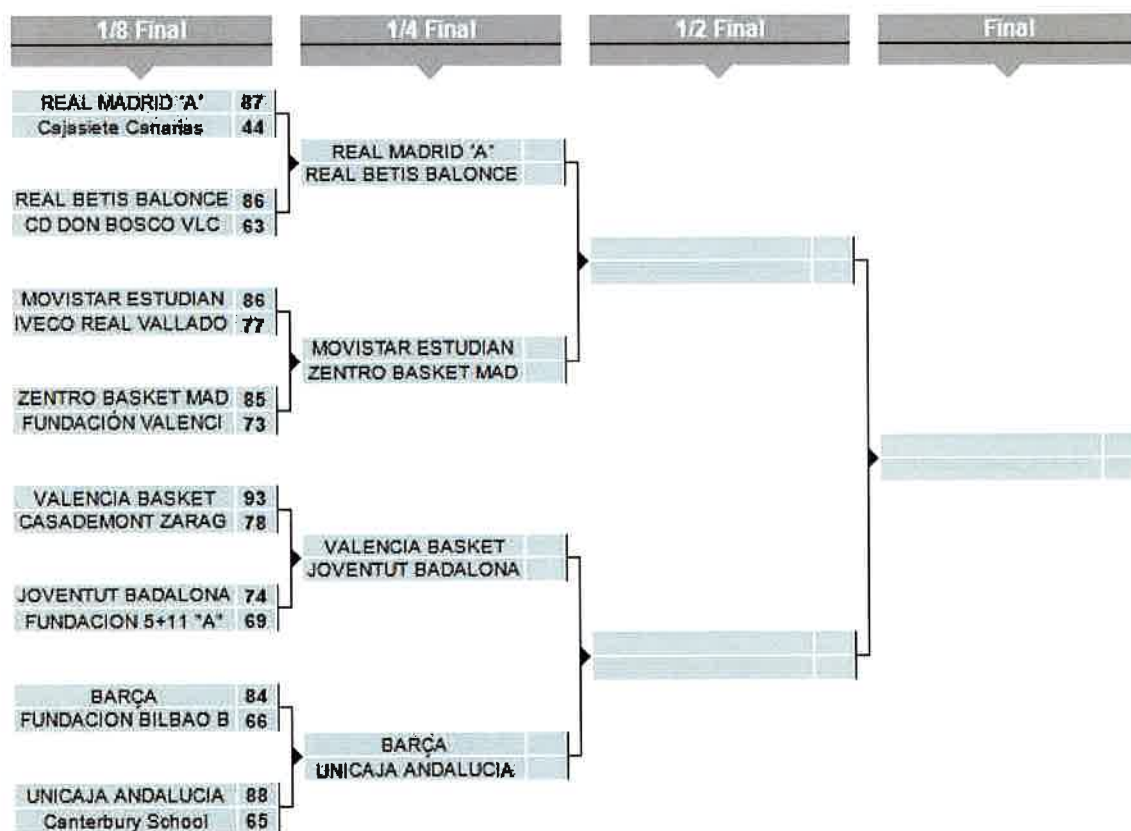 1/8 Final
1/4 Final
1/2 Final
Final
REAL MADRID "A" 87
Cajasiete Canarias 44
REAL BETIS BALONCE 86
CD DON BOSCO VLC 63
MOVISTAR ESTUDIAN 86
IVECO REAL VALLADO 77
ZENTRO BASKET MAD 85
FUNDACIÓN VALENCI 73
VALENCIA BASKET 93
CASADEMONT ZARAG 78
JOVENTUT BADALONA 74
FUNDACION 5+11 "A" 69
BARÇA 84
FUNDACION BILBAO B 66
UNICAJA ANDALUCIA 88
Canterbury School 65
REAL MADRID "A"
REAL BETIS BALONCE
MOVISTAR ESTUDIAN
ZENTRO BASKET MAD
VALENCIA BASKET
JOVENTUT BADALONA
BARÇA
UNICAJA ANDALUCIA